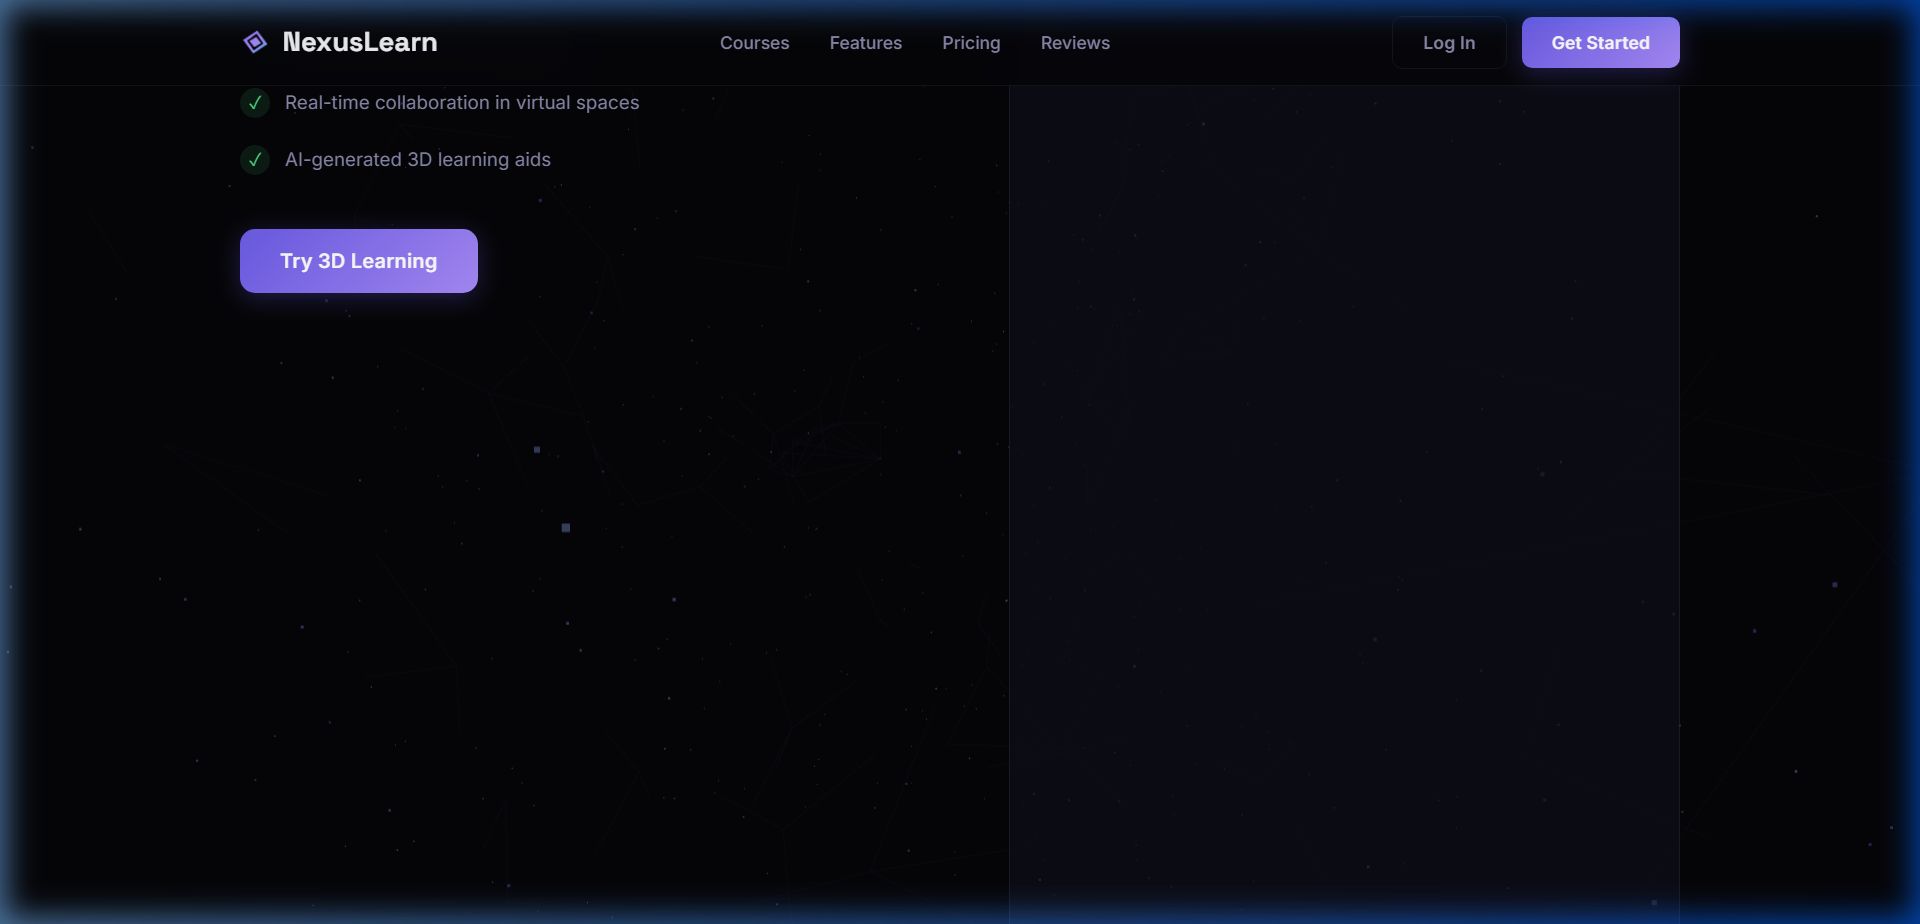 NexusLearn
Courses
Features
Pricing
Reviews
Log In
Get Started
Real-time collaboration in virtual spaces
AI-generated 3D learning aids
Try 3D Learning